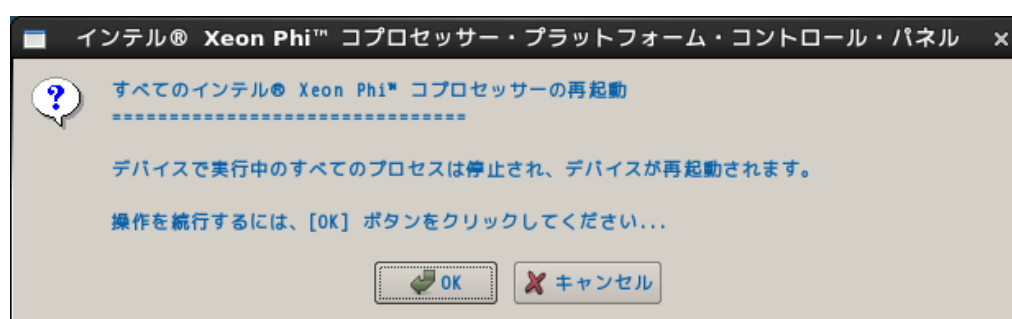 インテル® Xeon Phi™ コプロセッサー・プラットフォーム・コントロール・パネル
すべてのインテル® Xeon Phi™ コプロセッサーの再起動
===============================
デバイスで実行中のすべてのプロセスは停止され、デバイスが再起動されます。
操作を続行するには、[OK] ボタンをクリックしてください...
OK キャンセル